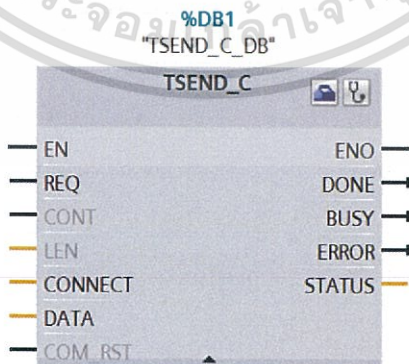 %DB1
"TSEND_C_DB"
TSEND_C
EN ENO
REQ DONE
CONT BUSY
LEN ERROR
CONNECT STATUS
DATA
COM_RST